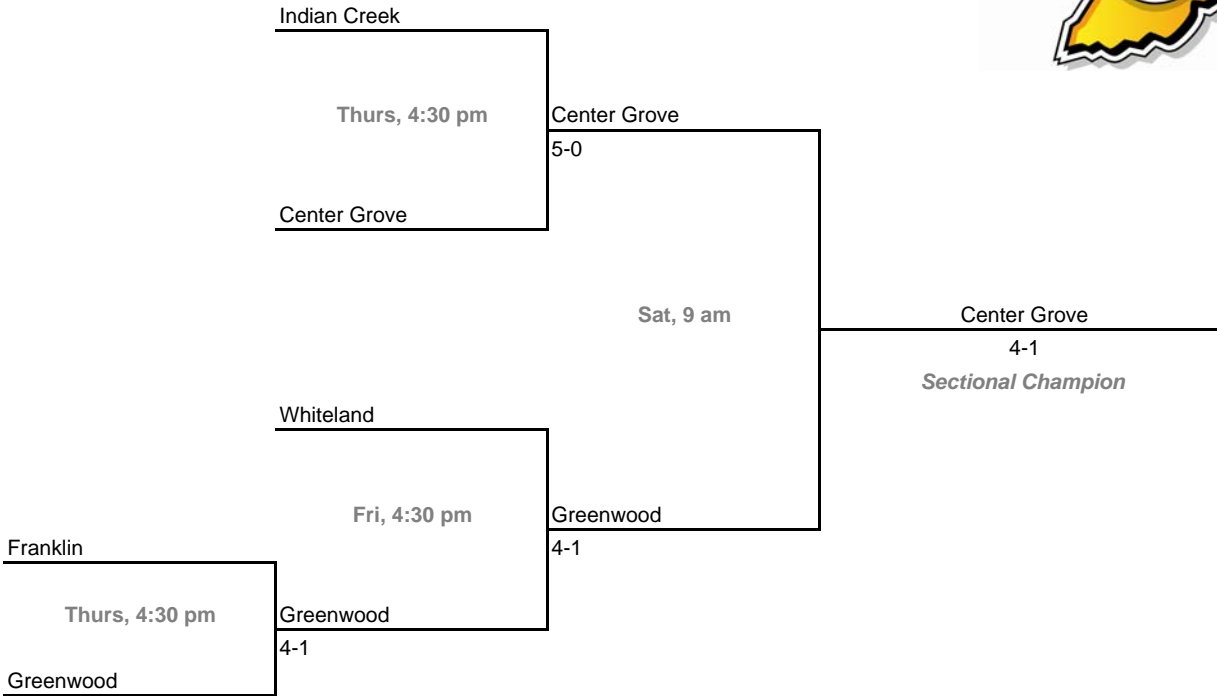 Indian Creek
Thurs, 4:30 pm
Center Grove
5-0
Center Grove
Sat, 9 am
Center Grove
4-1
Sectional Champion
Whiteland
Fri, 4:30 pm
Greenwood
4-1
Franklin
Thurs, 4:30 pm
Greenwood
4-1
Greenwood